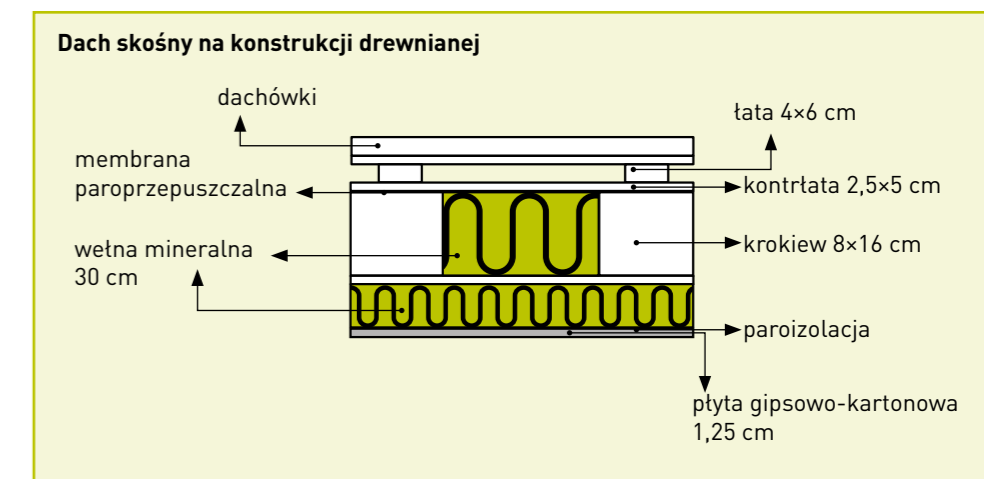 Dach skośny na konstrukcji drewnianej
dachówki
łata 4×6 cm
membrana
paroprzepuszczalna
kontrłata 2,5×5 cm
wełna mineralna
30 cm
krokiew 8×16 cm
paroizolacja
płyta gipsowo-kartonowa
1,25 cm